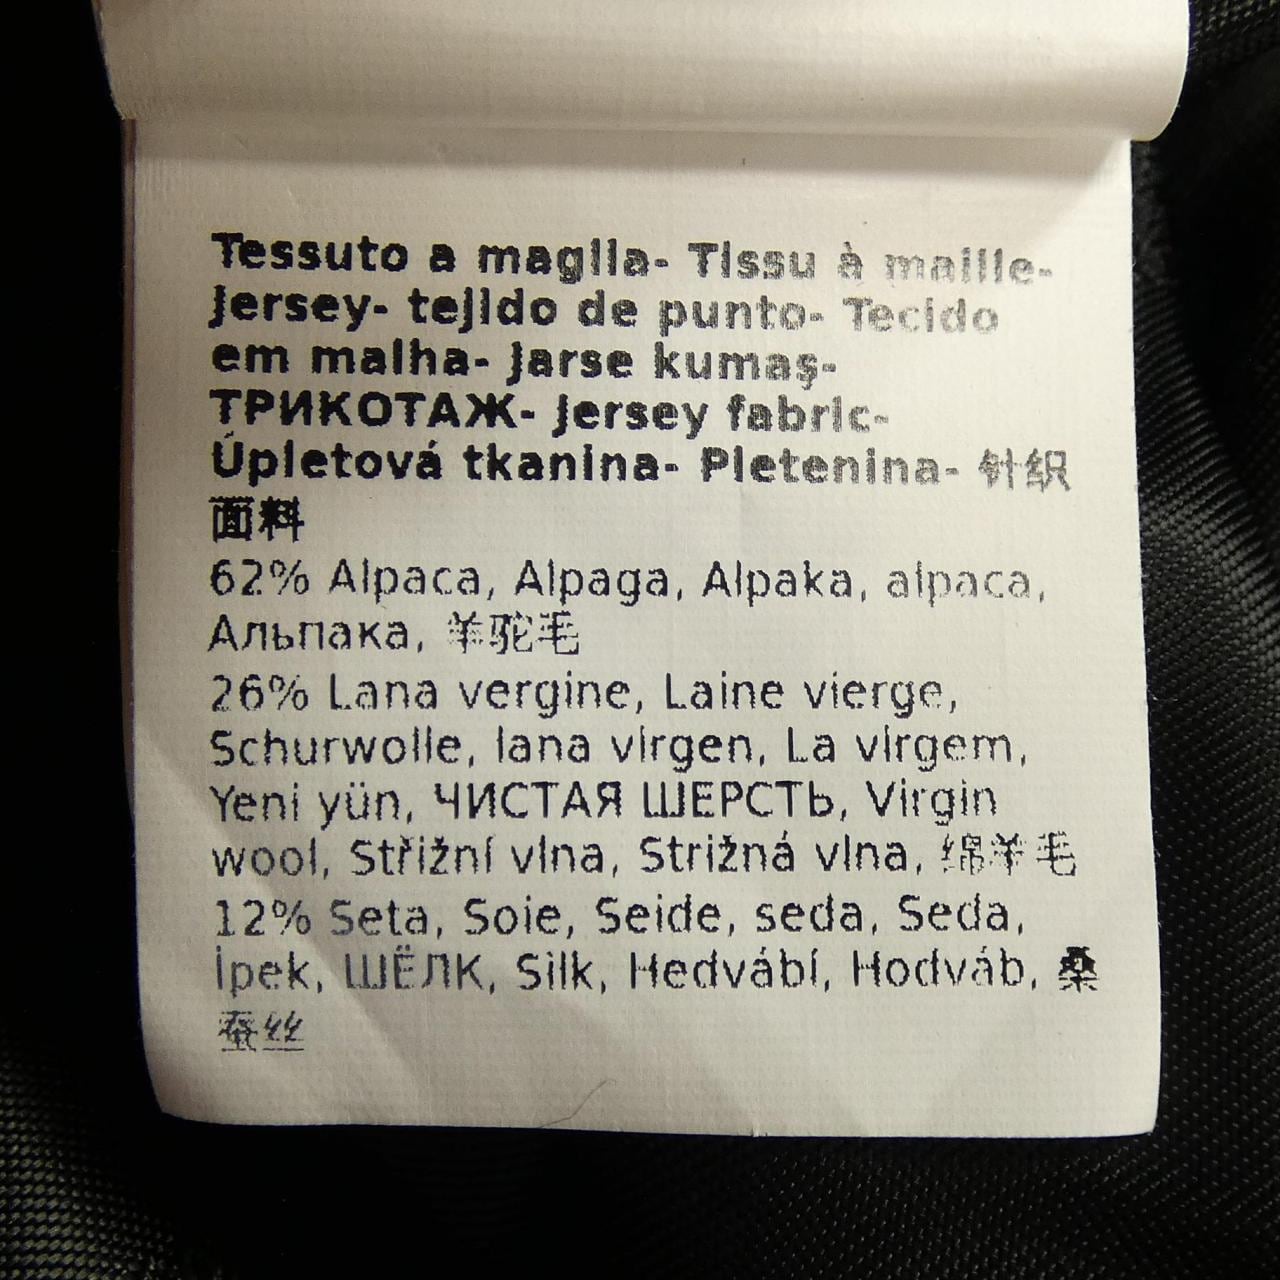 Tessuto a maglia- Tissu à maille-
Jersey- tejido de punto- Tecido
em malha- Jarse kumaş-
ТРИКОТАЖ- Jersey fabric-
Úpletová tkanina- Pletenina- 针织
面料
62% Alpaca, Alpaga, Alpaka, alpaca,
Альпака, 羊驼毛
26% Lana vergine, Laine vierge,
Schurwolle, lana virgen, La virgem,
Yeni yün, ЧИСТАЯ ШЕРСТЬ, Virgin
wool, Střižní vlna, Strižná vlna, 绵羊毛
12% Seta, Soie, Seide, seda, Seda,
İpek, ШЁЛК, Silk, Hedvábí, Hodváb, 桑
蚕丝